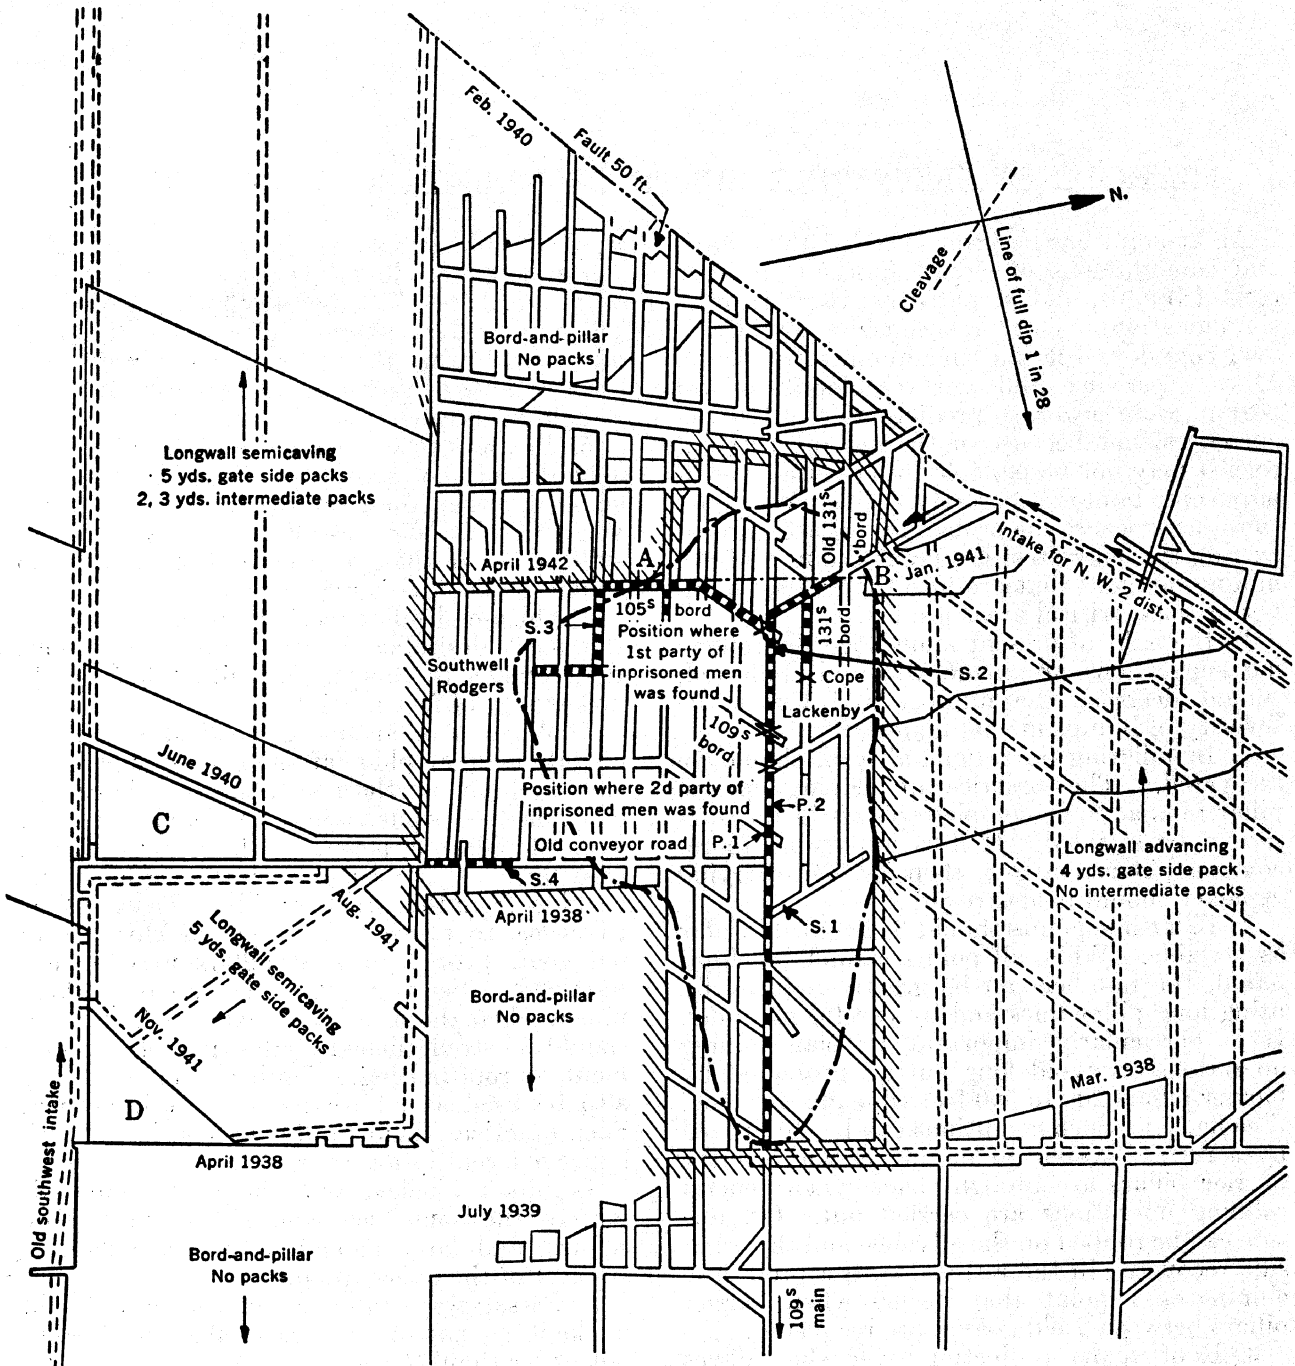 Feb. 1940
Fault 50 ft.
N.
Cleavage
Line of full dip 1 in 28
Bord-and-pillar
No packs
Longwall semicaving
5 yds. gate side packs
2, 3 yds. intermediate packs
Old 131s
bord
Intake for N. W. 2 dist.
April 1942
A
B
Jan. 1941
105s bord
S.3
Position where
1st party of
inprisoned men
was found
131s
bord
S.2
Southwell
Rodgers
Cope
Lackenby
109s
bord
June 1940
Position where 2d party of
inprisoned men was found
P.2
C
Old conveyor road
P.1
Longwall advancing
4 yds. gate side pack
No intermediate packs
S.4
Aug. 1941
April 1938
S.1
Longwall semicaving
5 yds. gate side packs
Bord-and-pillar
No packs
Nov. 1941
Mar. 1938
D
Old southwest intake
April 1938
July 1939
Bord-and-pillar
No packs
109s
main